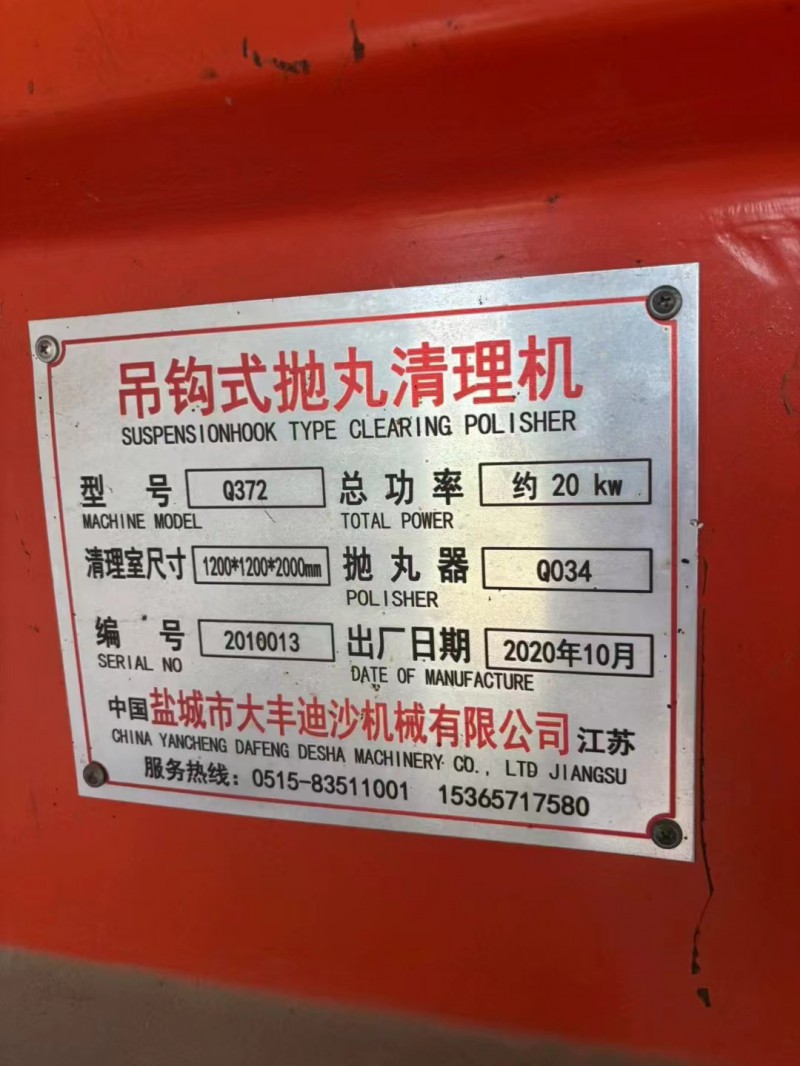 吊钩式抛丸清理机
SUSPENSIONHOOK TYPE CLEARING POLISHER
型号 Q372 总功率 约 20 kw
MACHINE MODEL TOTAL POWER
清理室尺寸 1200*1200*2000mm 抛丸器 Q034
POLISHER
编号 2010013 出厂日期 2020年10月
SERIAL NO DATE OF MANUFACTURE
中国盐城市大丰迪沙机械有限公司江苏
CHINA YANCHENG DAFENG DESHA MACHINERY CO., LTD JIANGSU
服务热线：0515-83511001 15365717580